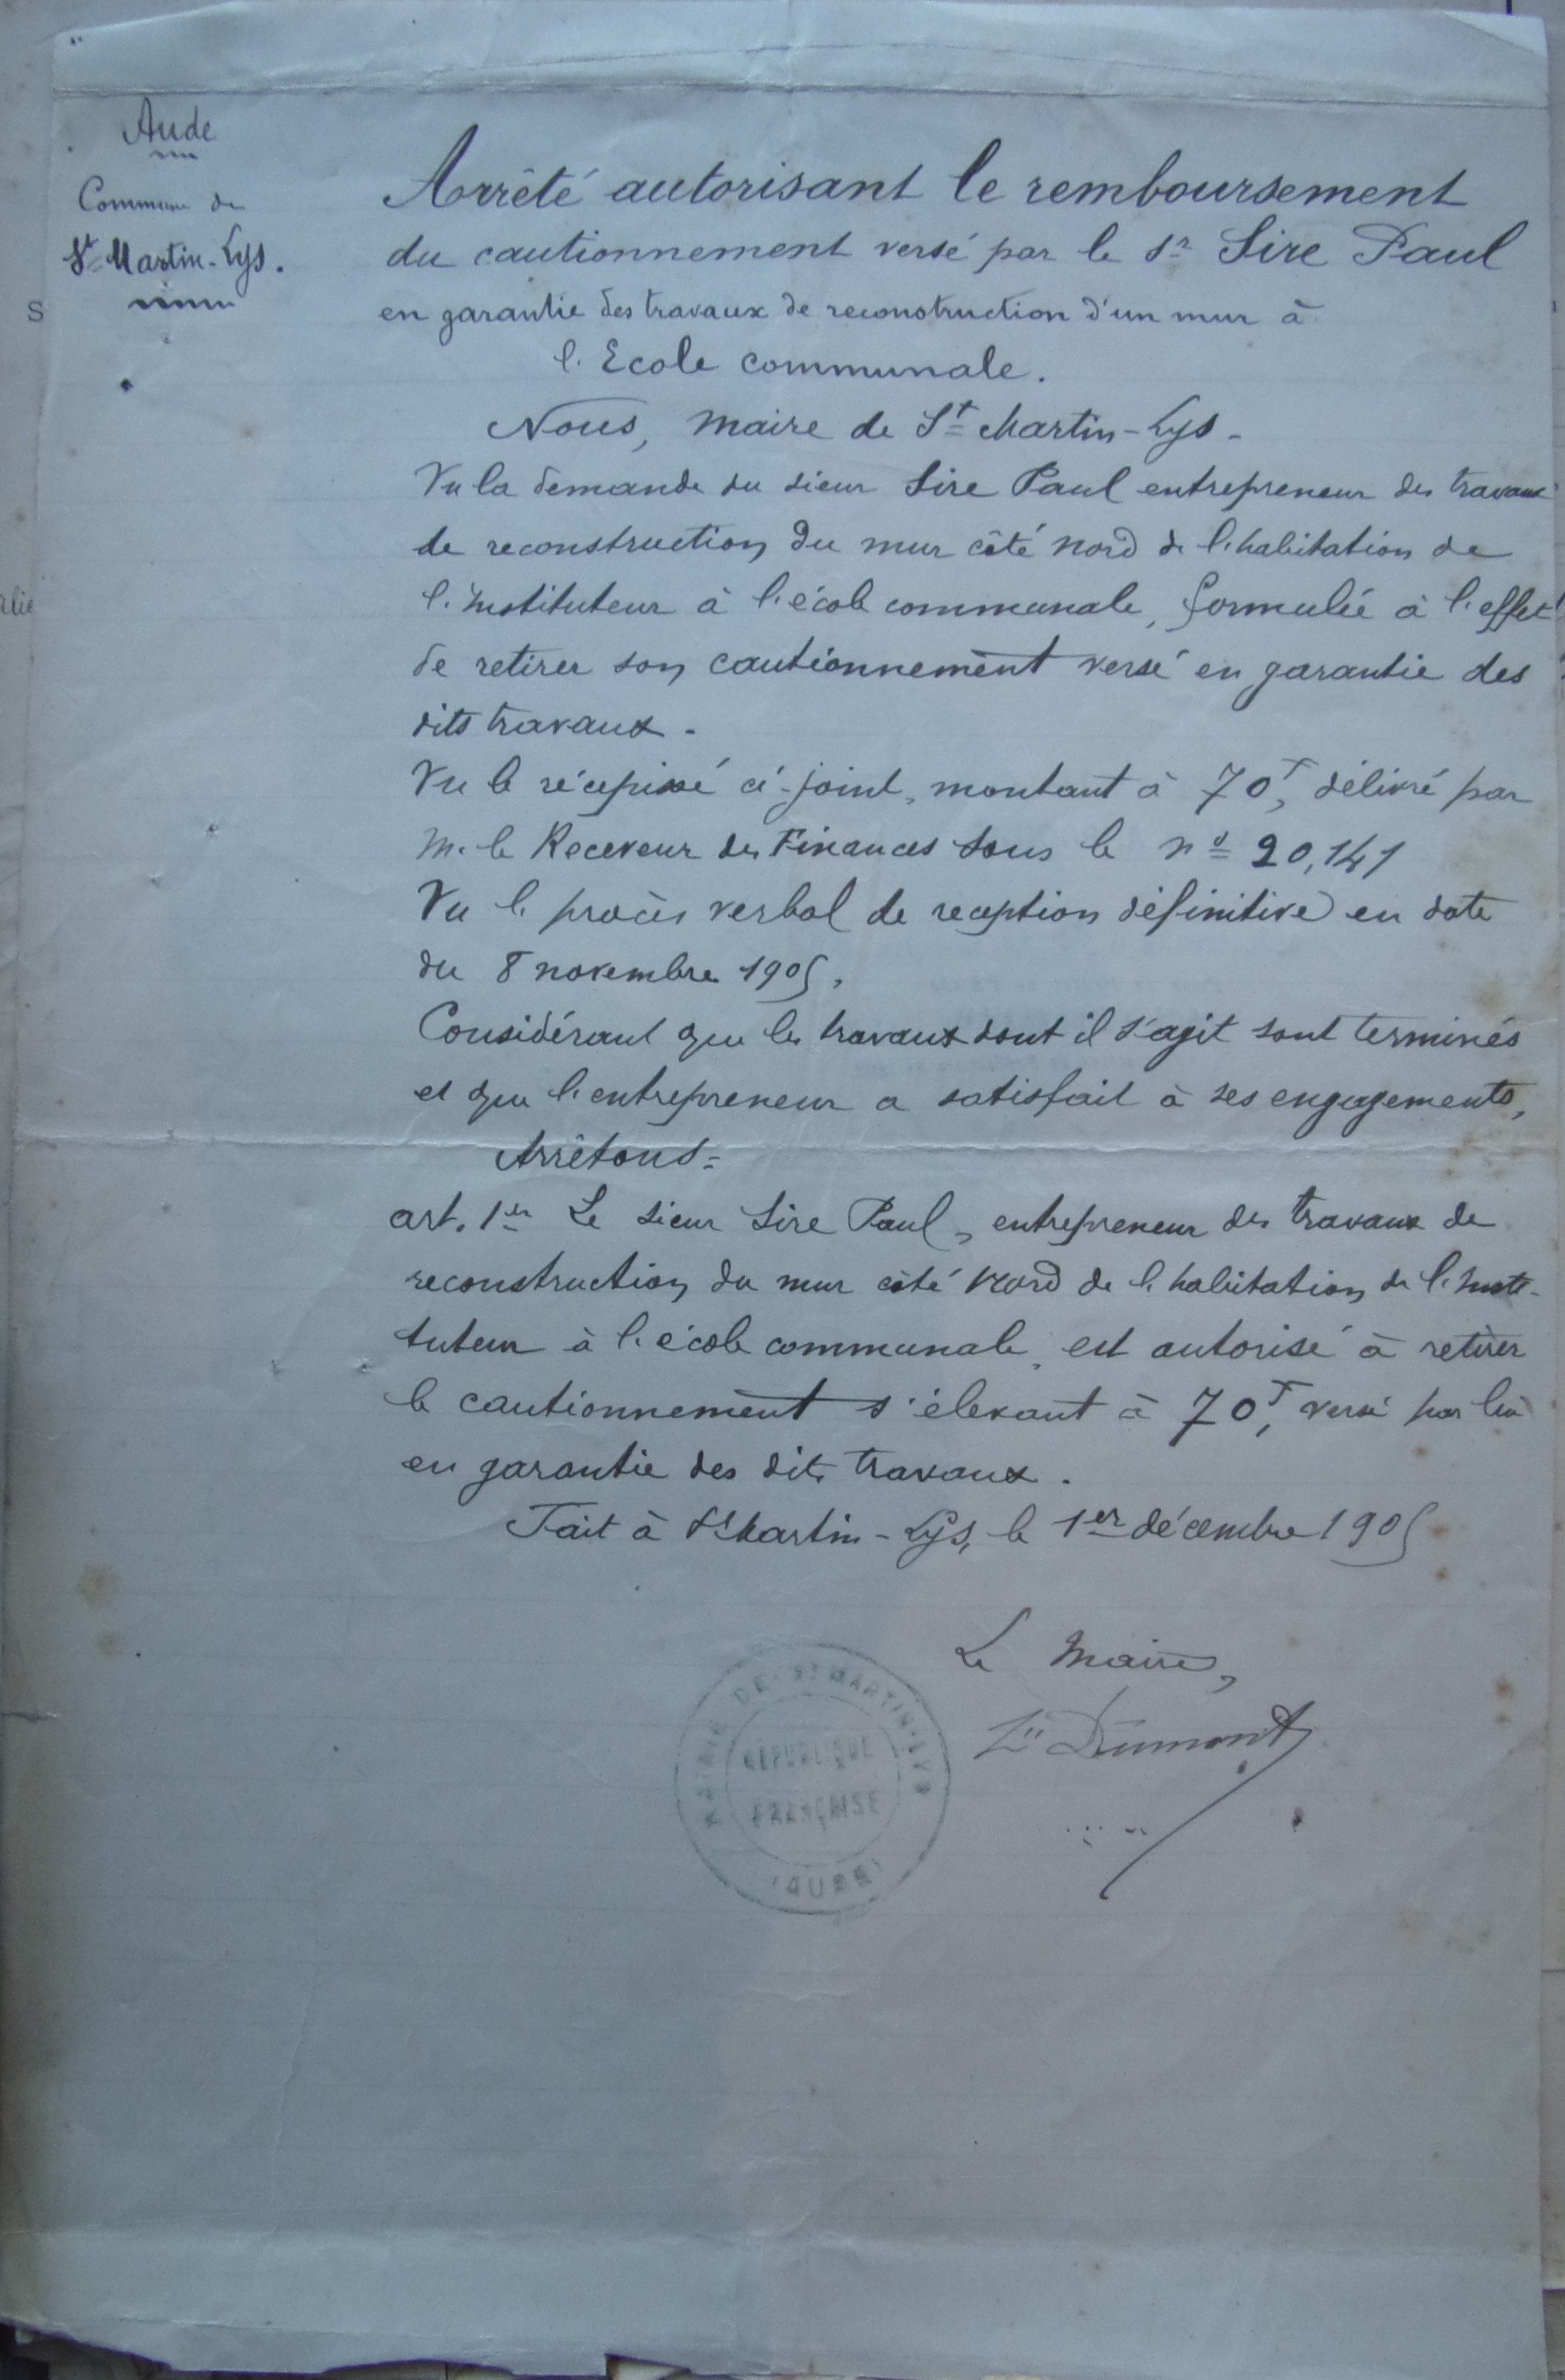 Aude
Commune de
St Martin-Lys.
Arrêté autorisant le remboursement
du cautionnement versé par le Sr Sire Paul
en garantie des travaux de reconstruction d'un mur à
l'Ecole communale.
Nous, Maire de St Martin-Lys-
Vu la demande du sieur Sire Paul entrepreneur des travaux
de reconstruction du mur côté nord de l'habitation de
l'Instituteur à l'école communale, formulée à l'effet
de retirer son cautionnement versé en garantie des
dits travaux.
Vu le récepissé ci-joint, montant à 70f, délivré par
M. le Receveur des Finances sous le no 20,141
Vu le procès verbal de reception définitive en date
du 8 novembre 1905,
Considérant que les travaux dont il s'agit sont terminés
et que l'entrepreneur a satisfait à ses engagements,
Arrêtons=
art. 1er Le sieur Sire Paul, entrepreneur des travaux de
reconstruction du mur côté Nord de l'habitation de l'Insti-
tuteur à l'école communale, est autorisé à retirer
le cautionnement s'élevant à 70f, versé par lui
en garantie des dits travaux.
Fait à St Martin-Lys, le 1er décembre 1905
Le Maire,
Dumont
MAIRIE DE ST MARTIN-LYS
RÉPUBLIQUE
FRANÇAISE
(AUDE)